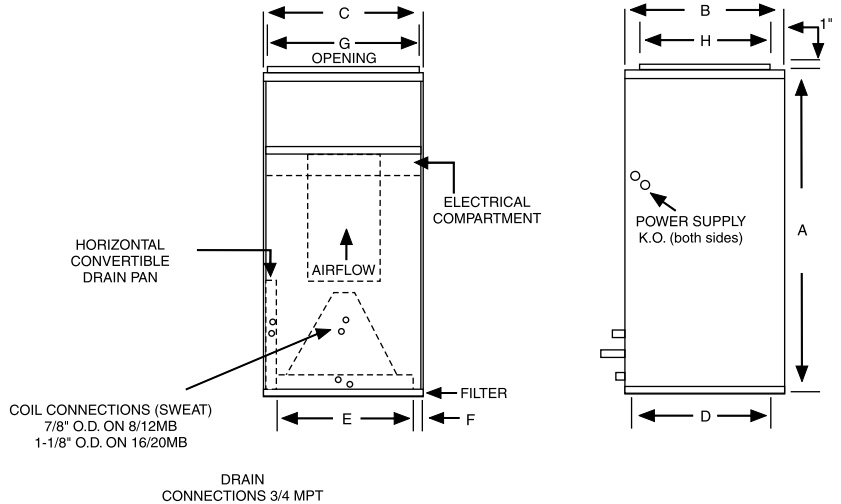 C
B
1"
G
H
OPENING
ELECTRICAL
COMPARTMENT
POWER SUPPLY
K.O. (both sides)
A
HORIZONTAL
CONVERTIBLE
DRAIN PAN
AIRFLOW
FILTER
COIL CONNECTIONS (SWEAT)
7/8" O.D. ON 8/12MB
1-1/8" O.D. ON 16/20MB
E
F
D
DRAIN
CONNECTIONS 3/4 MPT